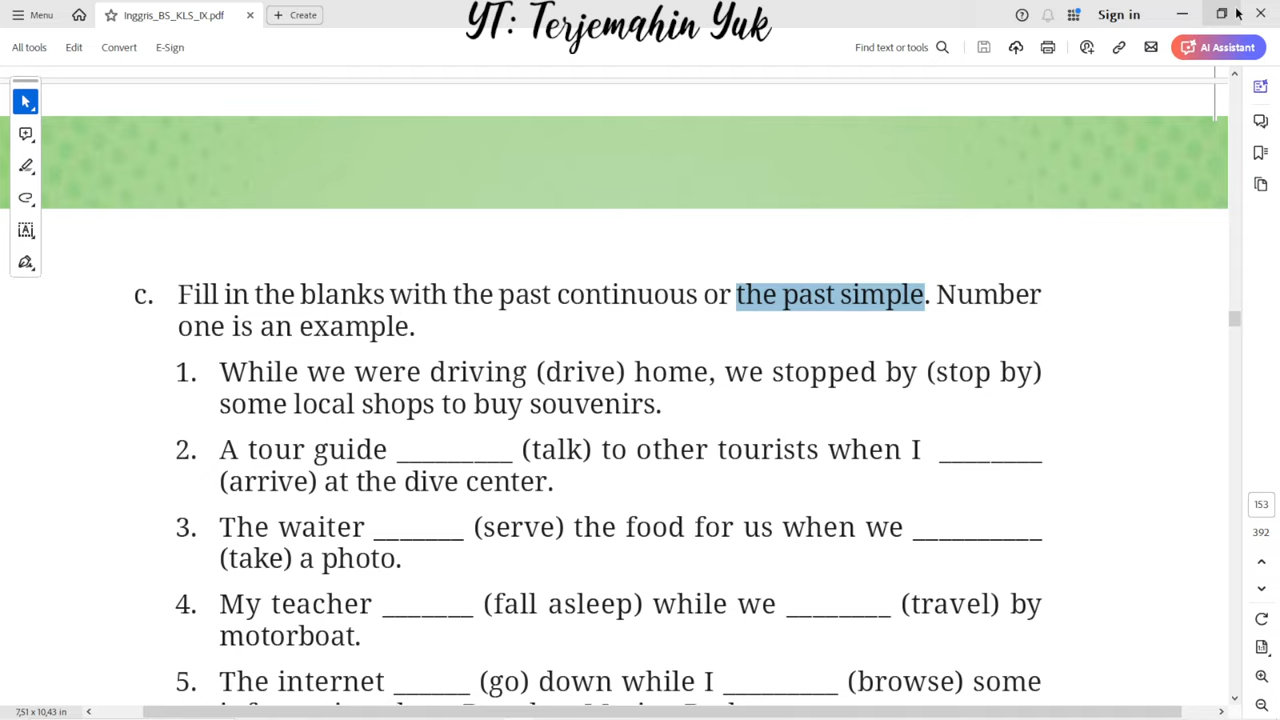 Menu
Inggris_BS_KLS_IX.pdf
Create
YT: Terjemahin Yuk
Sign in
All tools
Edit
Convert
E-Sign
Find text or tools
AI Assistant
c. Fill in the blanks with the past continuous or the past simple. Number
one is an example.
1. While we were driving (drive) home, we stopped by (stop by)
some local shops to buy souvenirs.
2. A tour guide _________ (talk) to other tourists when I ________
(arrive) at the dive center.
3. The waiter _______ (serve) the food for us when we __________
(take) a photo.
4. My teacher _______ (fall asleep) while we ________ (travel) by
motorboat.
5. The internet ______ (go) down while I _________ (browse) some
153
392
7,51 x 10,43 in